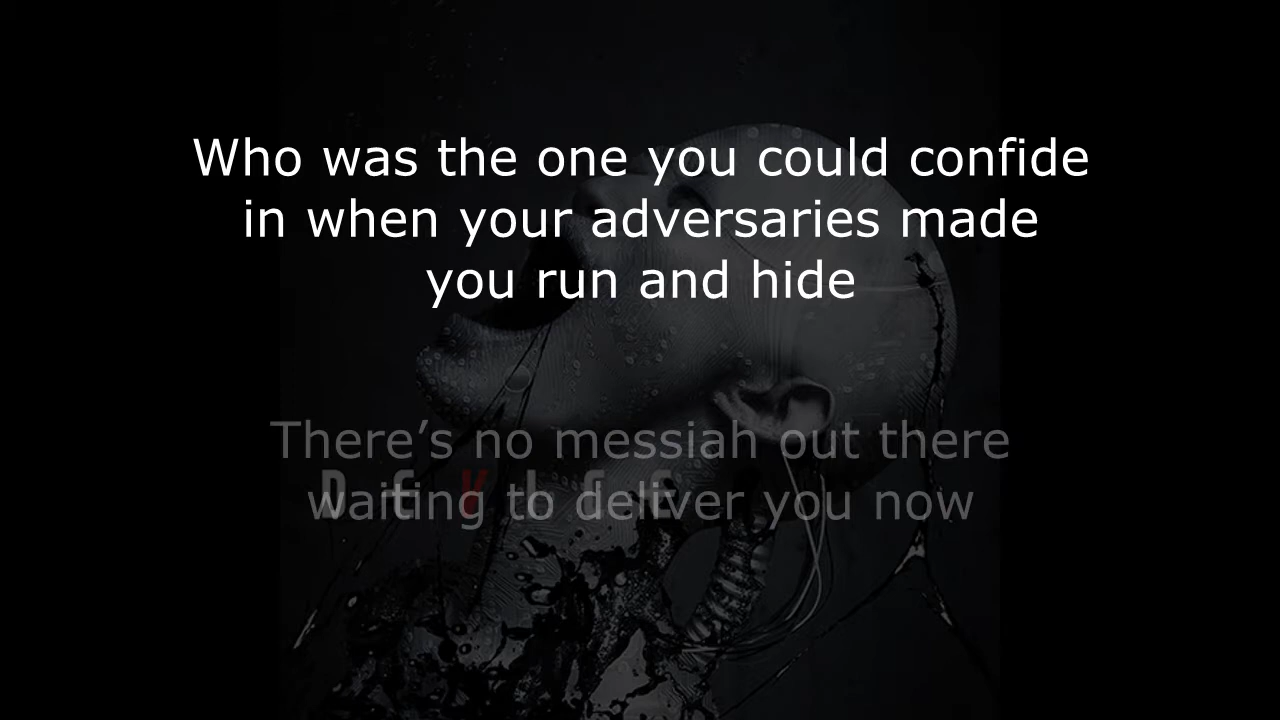 Who was the one you could confide
in when your adversaries made
you run and hide
There’s no messiah out there
waiting to deliver you now